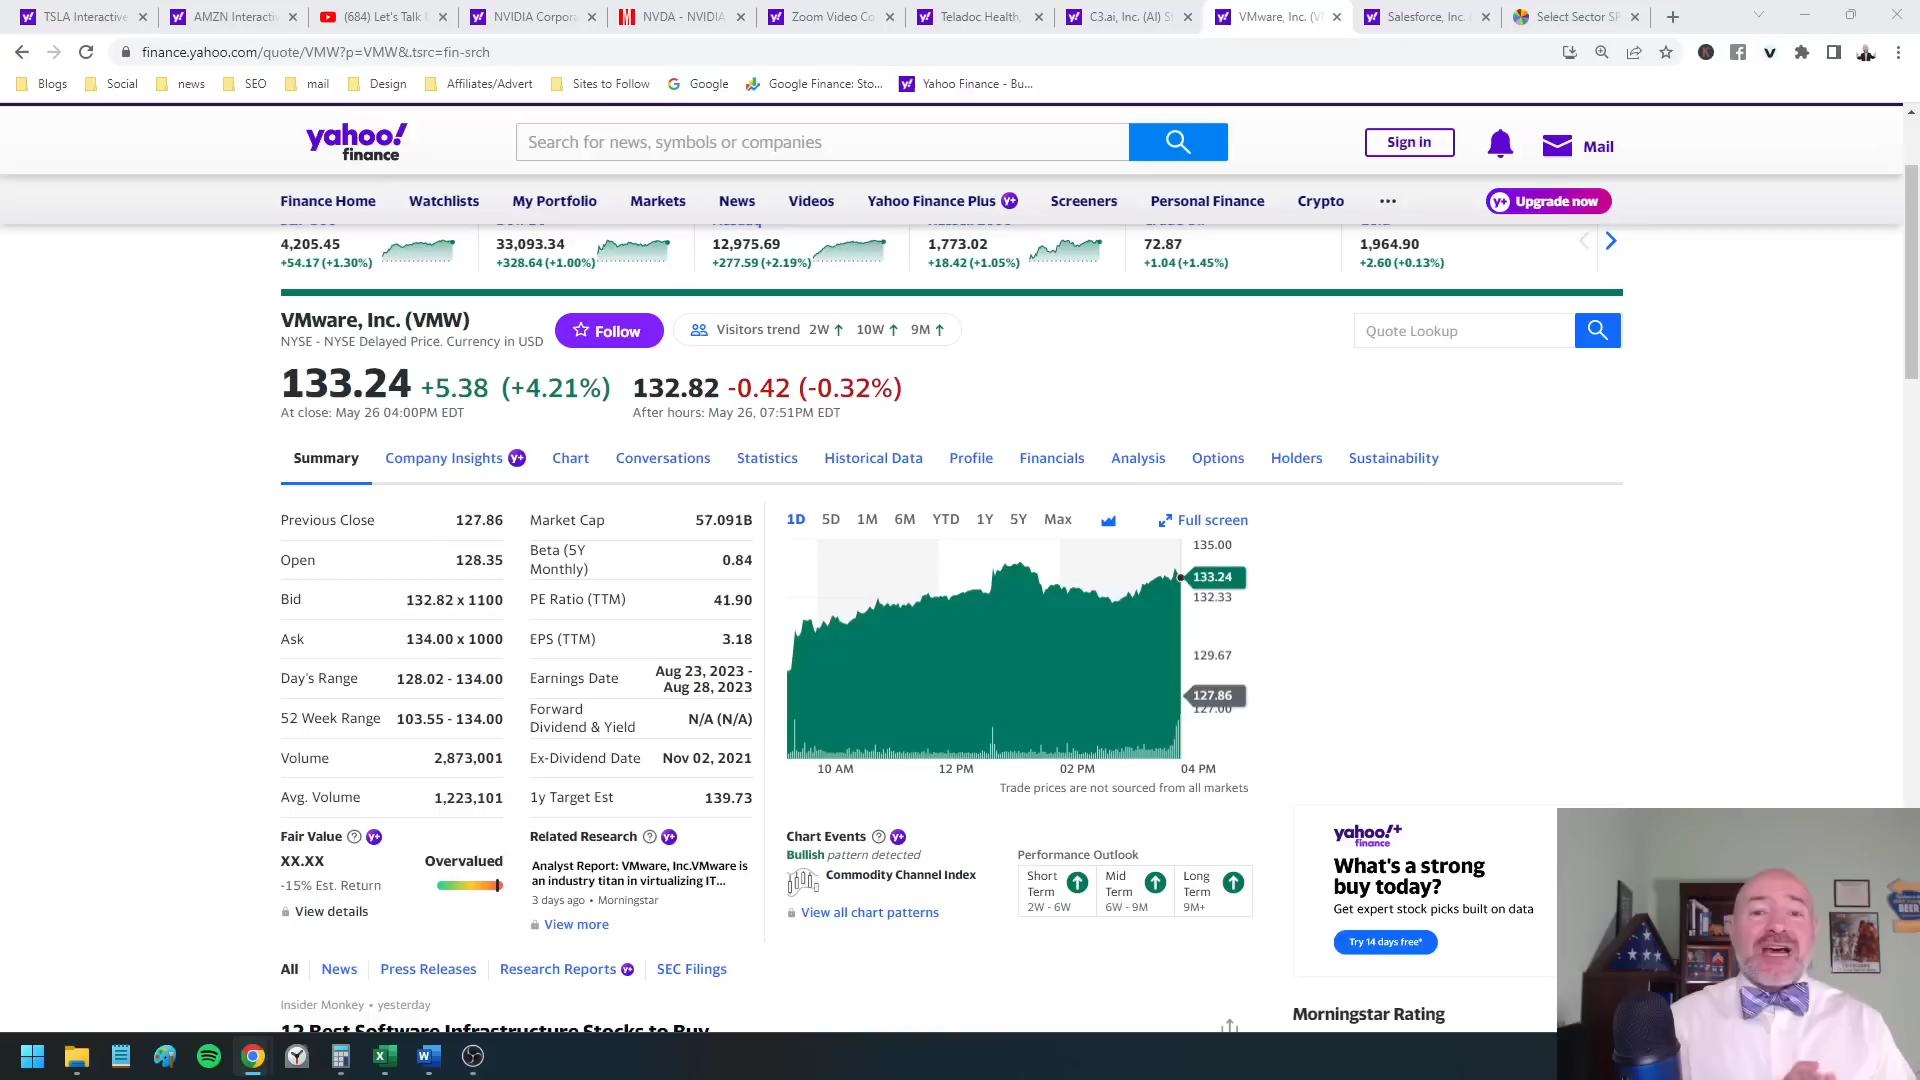 TSLA Interactive
AMZN Interacti
(684) Let's Talk
NVIDIA Corpora
NVDA - NVIDIA
Zoom Video Co
Teladoc Health,
C3.ai, Inc. (AI) S
VMware, Inc. (V
Salesforce, Inc.
Select Sector SP
finance.yahoo.com/quote/VMW?p=VMW&.tsrc=fin-srch
Blogs Social news SEO mail Design Affiliates/Advert Sites to Follow Google Google Finance: Sto... Yahoo Finance - Bu...
yahoo!
finance
Search for news, symbols or companies
Sign in
Mail
Finance Home Watchlists My Portfolio Markets News Videos Yahoo Finance Plus y+ Screeners Personal Finance Crypto ... y+ Upgrade now
4,205.45 33,093.34 12,975.69 1,773.02 72.87 1,964.90
+54.17 (+1.30%) +328.64 (+1.00%) +277.59 (+2.19%) +18.42 (+1.05%) +1.04 (+1.45%) +2.60 (+0.13%)
VMware, Inc. (VMW)
NYSE - NYSE Delayed Price. Currency in USD
Follow
Visitors trend 2W 10W 9M
Quote Lookup
133.24 +5.38 (+4.21%) 132.82 -0.42 (-0.32%)
At close: May 26 04:00PM EDT After hours: May 26, 07:51PM EDT
Summary Company Insights y+ Chart Conversations Statistics Historical Data Profile Financials Analysis Options Holders Sustainability
Previous Close 127.86
Open 128.35
Bid 132.82 x 1100
Ask 134.00 x 1000
Day's Range 128.02 - 134.00
52 Week Range 103.55 - 134.00
Volume 2,873,001
Avg. Volume 1,223,101
Market Cap 57.091B
Beta (5Y
Monthly) 0.84
PE Ratio (TTM) 41.90
EPS (TTM) 3.18
Earnings Date Aug 23, 2023 -
Aug 28, 2023
Forward
Dividend & Yield N/A (N/A)
Ex-Dividend Date Nov 02, 2021
1y Target Est 139.73
1D 5D 1M 6M YTD 1Y 5Y Max Full screen
135.00
133.24
132.33
129.67
127.86
127.00
10 AM 12 PM 02 PM 04 PM
Trade prices are not sourced from all markets
Fair Value ? y+
XX.XX Overvalued
-15% Est. Return
View details
Related Research ? y+
Analyst Report: VMware, Inc.VMware is
an industry titan in virtualizing IT...
3 days ago • Morningstar
View more
Chart Events ? y+
Bullish pattern detected
Commodity Channel Index
View all chart patterns
Performance Outlook
Short
Term
2W - 6W
Mid
Term
6W - 9M
Long
Term
9M+
yahoo!+
finance
What's a strong
buy today?
Get expert stock picks built on data
Try 14 days free*
All News Press Releases Research Reports y+ SEC Filings
Insider Monkey • yesterday
12 Best Software Infrastructure Stocks to Buy
Morningstar Rating
BEER